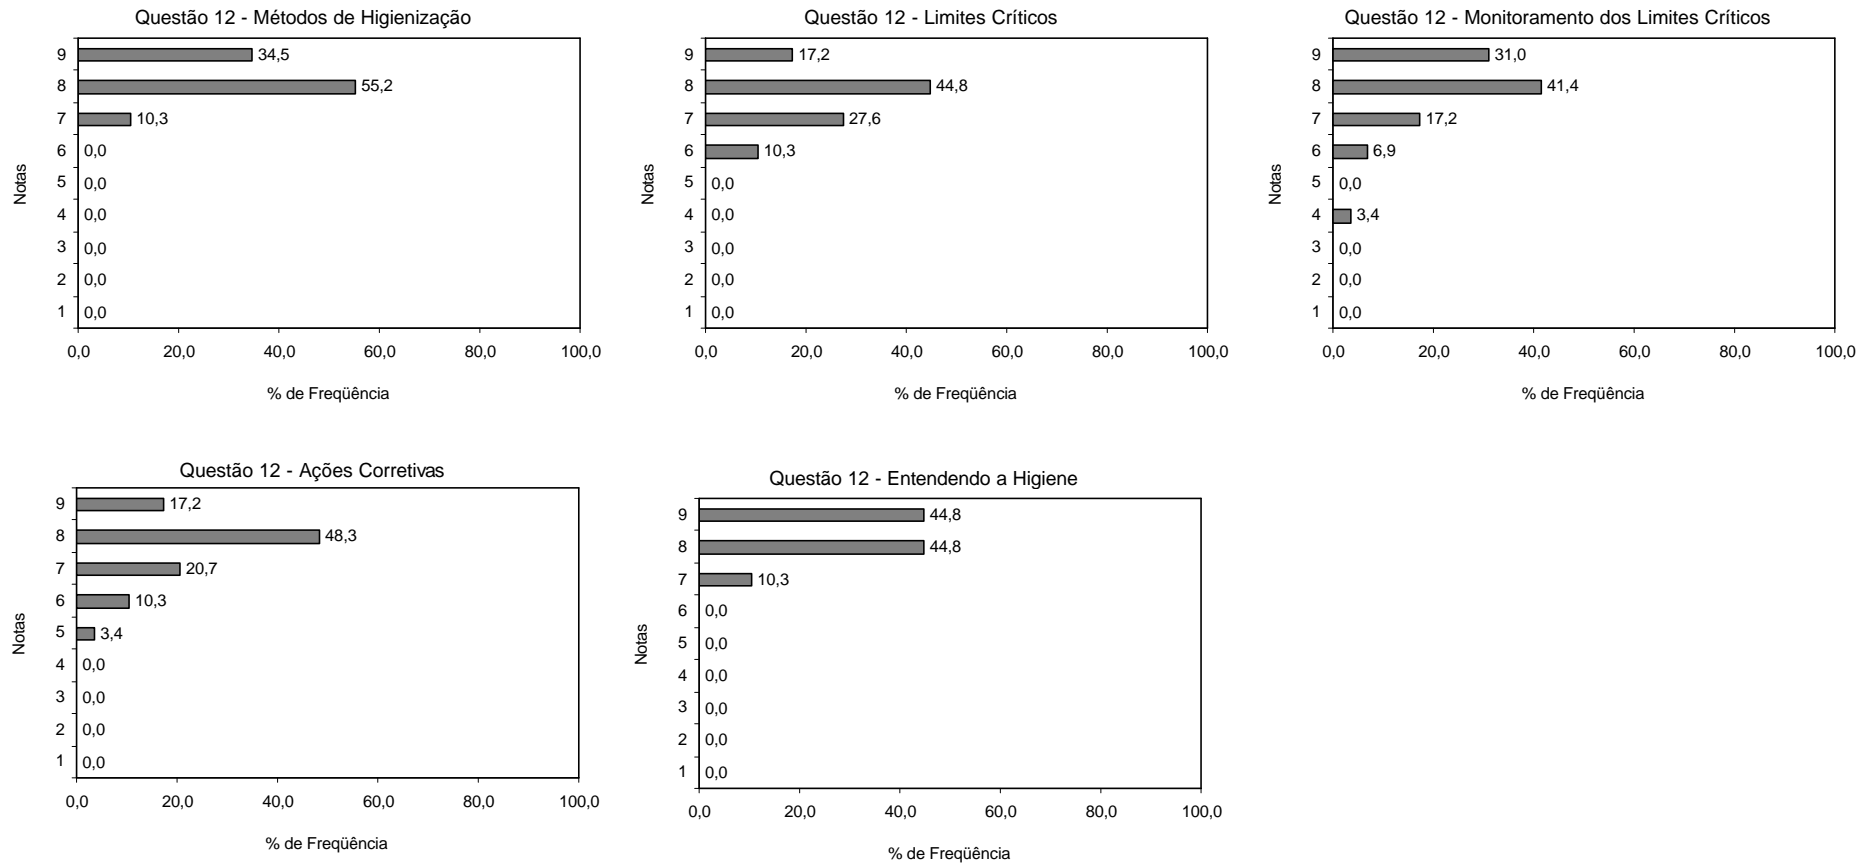 Questão 12 - Métodos de Higienização
9 34,5
8 55,2
7 10,3
6 0,0
5 0,0
4 0,0
3 0,0
2 0,0
1 0,0
Notas
0,0 20,0 40,0 60,0 80,0 100,0
% de Freqüência
Questão 12 - Limites Críticos
9 17,2
8 44,8
7 27,6
6 10,3
5 0,0
4 0,0
3 0,0
2 0,0
1 0,0
Notas
0,0 20,0 40,0 60,0 80,0 100,0
% de Freqüência
Questão 12 - Monitoramento dos Limites Críticos
9 31,0
8 41,4
7 17,2
6 6,9
5 0,0
4 3,4
3 0,0
2 0,0
1 0,0
Notas
0,0 20,0 40,0 60,0 80,0 100,0
% de Freqüência
Questão 12 - Ações Corretivas
9 17,2
8 48,3
7 20,7
6 10,3
5 3,4
4 0,0
3 0,0
2 0,0
1 0,0
Notas
0,0 20,0 40,0 60,0 80,0 100,0
% de Freqüência
Questão 12 - Entendendo a Higiene
9 44,8
8 44,8
7 10,3
6 0,0
5 0,0
4 0,0
3 0,0
2 0,0
1 0,0
Notas
0,0 20,0 40,0 60,0 80,0 100,0
% de Freqüência